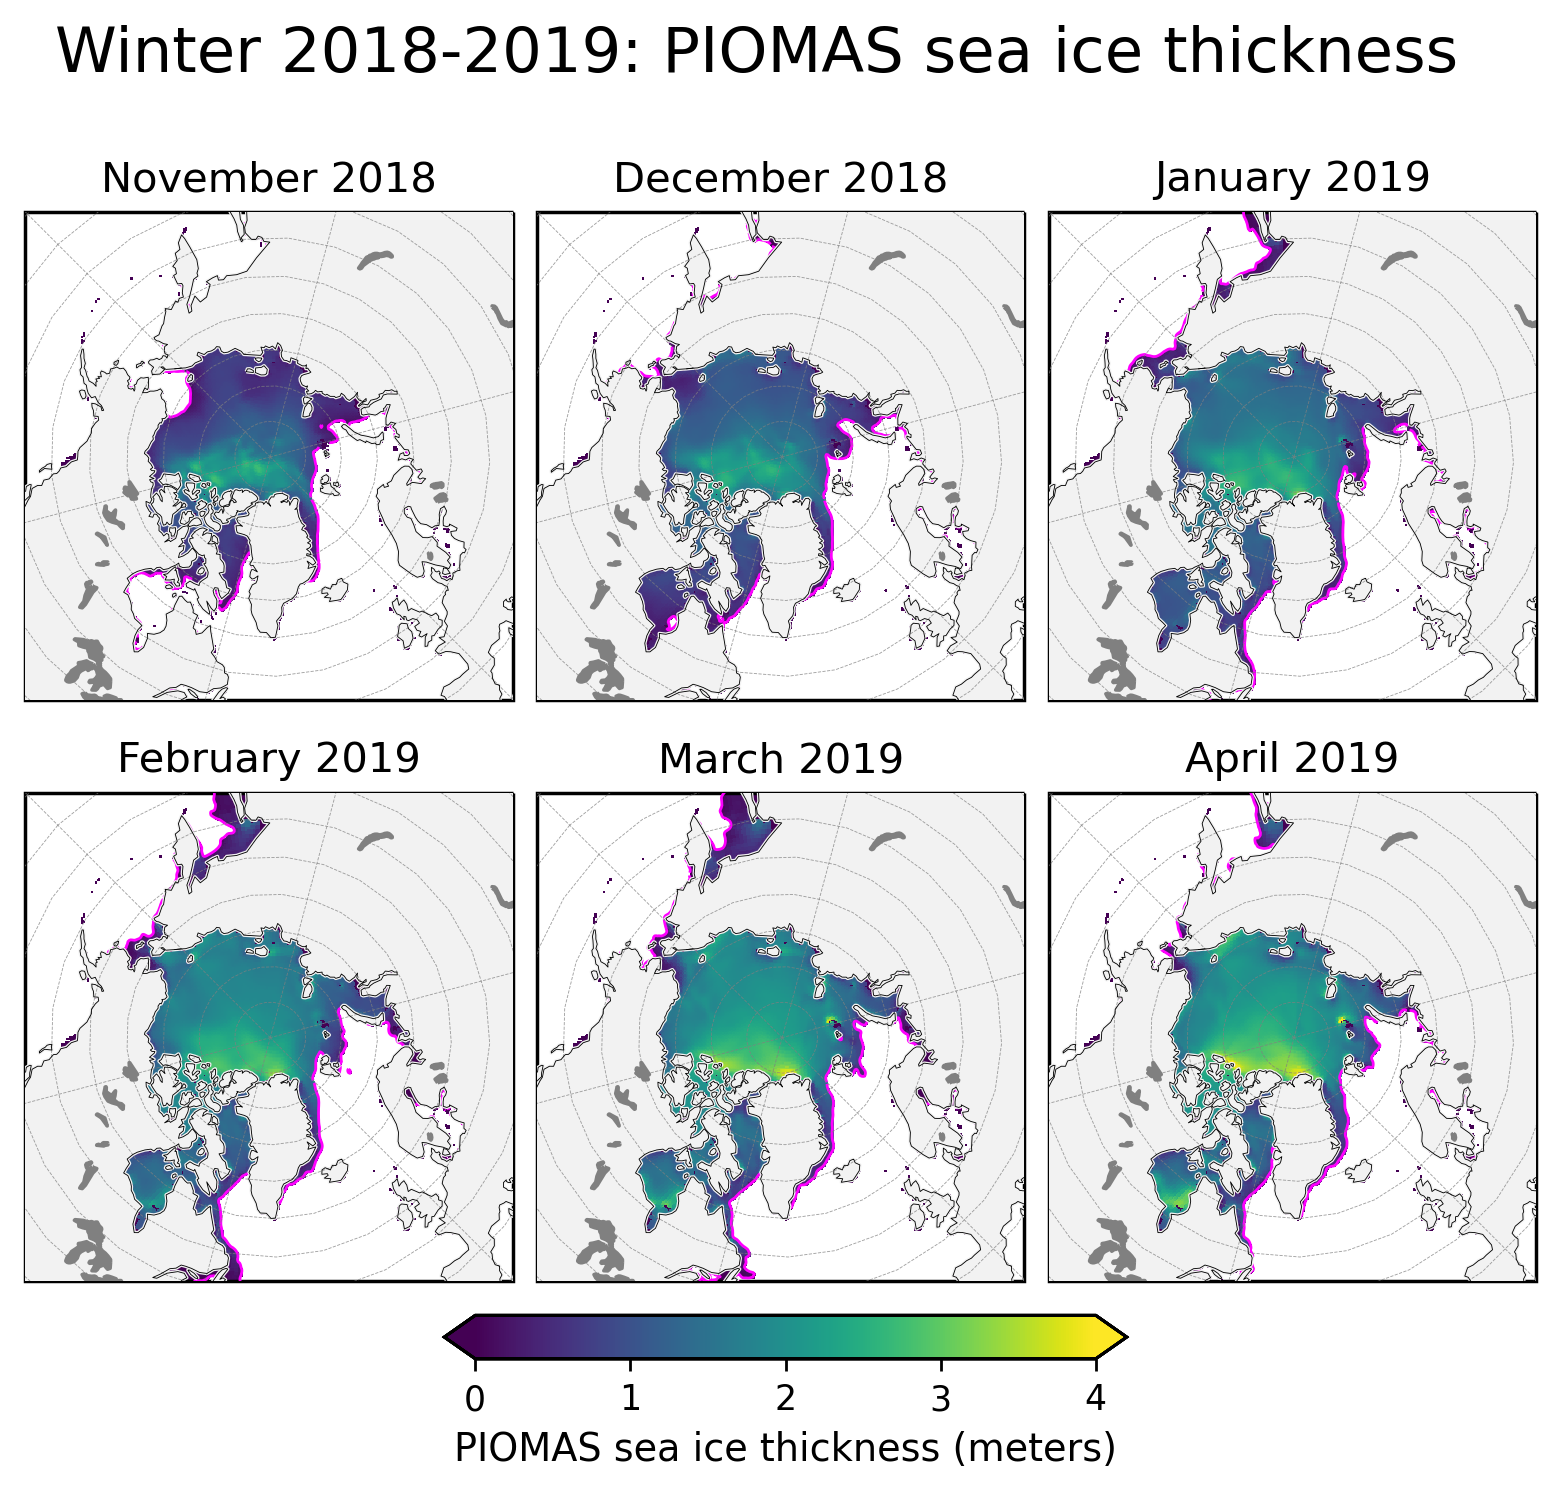 Winter 2018-2019: PIOMAS sea ice thickness
November 2018
December 2018
January 2019
February 2019
March 2019
April 2019
0 1 2 3 4
PIOMAS sea ice thickness (meters)